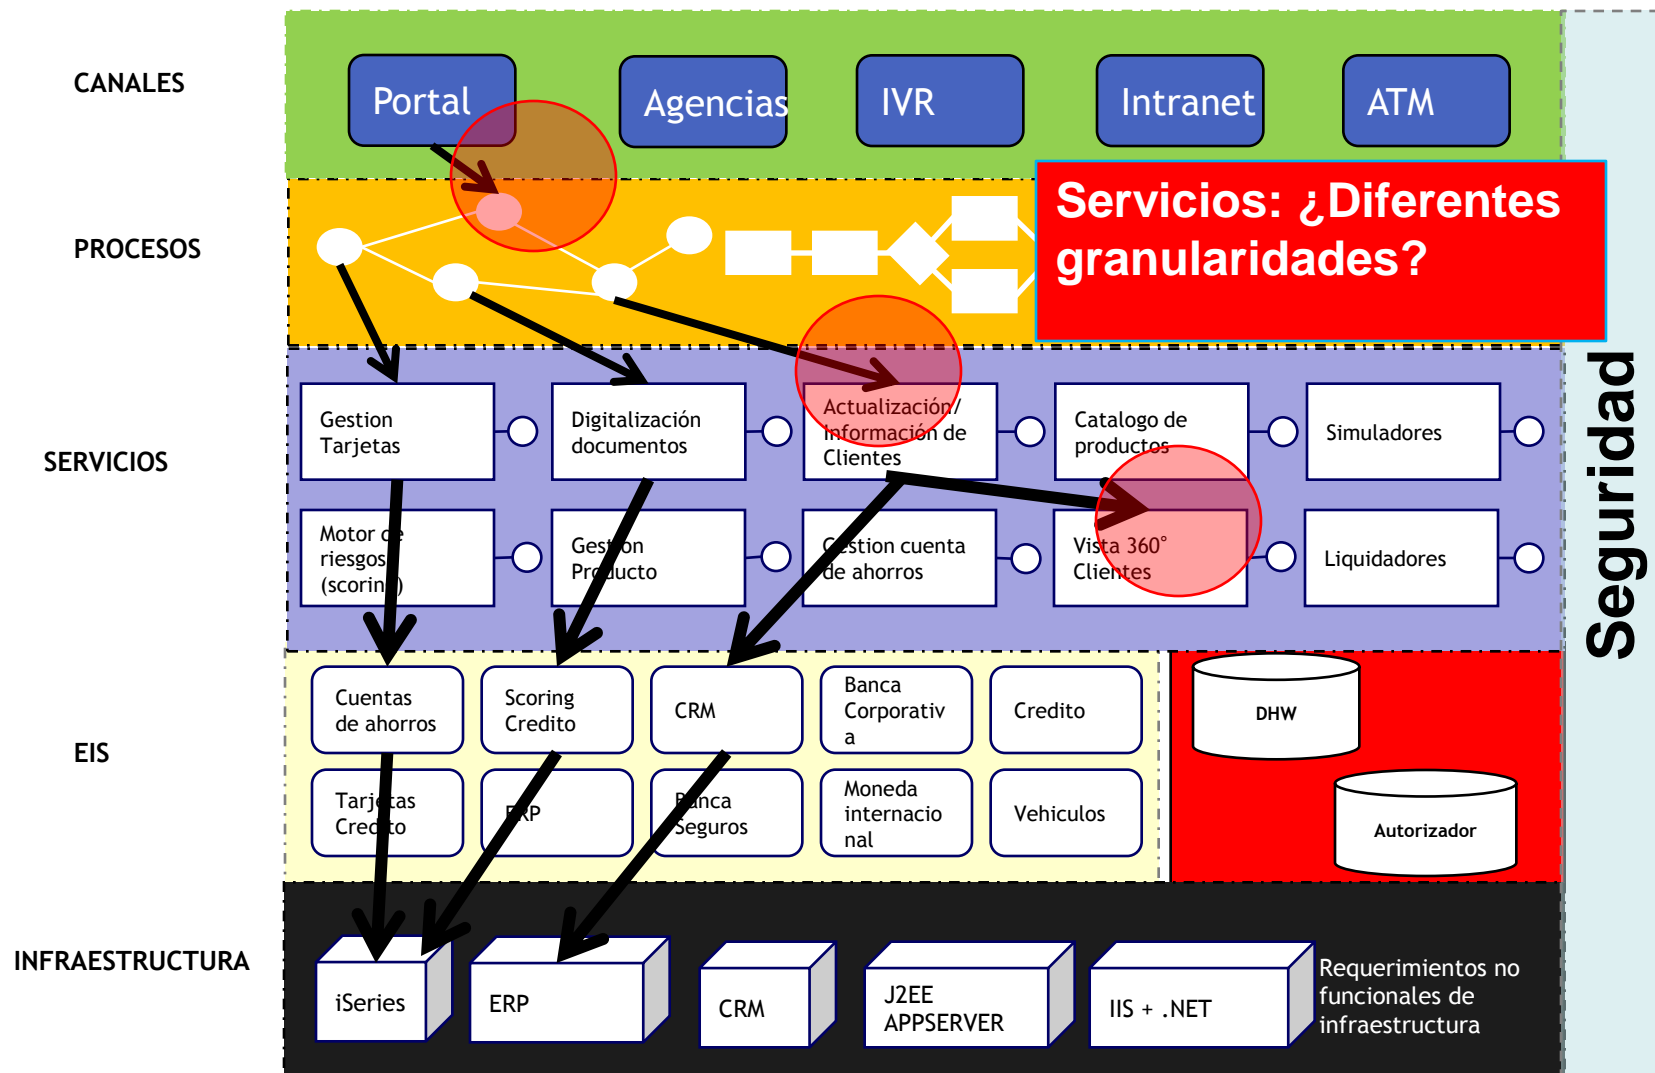 CANALES
Portal
Agencias
IVR
Intranet
ATM
PROCESOS
Servicios: ¿Diferentes
granularidades?
SERVICIOS
Gestion
Tarjetas
Digitalización
documentos
Actualización/
Información de
Clientes
Catalogo de
productos
Simuladores
Motor de
riesgos
(scoring)
Gestion
Producto
Gestion cuenta
de ahorros
Vista 360°
Clientes
Liquidadores
Seguridad
EIS
Cuentas
de ahorros
Scoring
Credito
CRM
Banca
Corporativ
a
Credito
DHW
Tarjetas
Credito
ERP
Banca
Seguros
Moneda
internacio
nal
Vehiculos
Autorizador
INFRAESTRUCTURA
iSeries
ERP
CRM
J2EE
APPSERVER
IIS + .NET
Requerimientos no
funcionales de
infraestructura